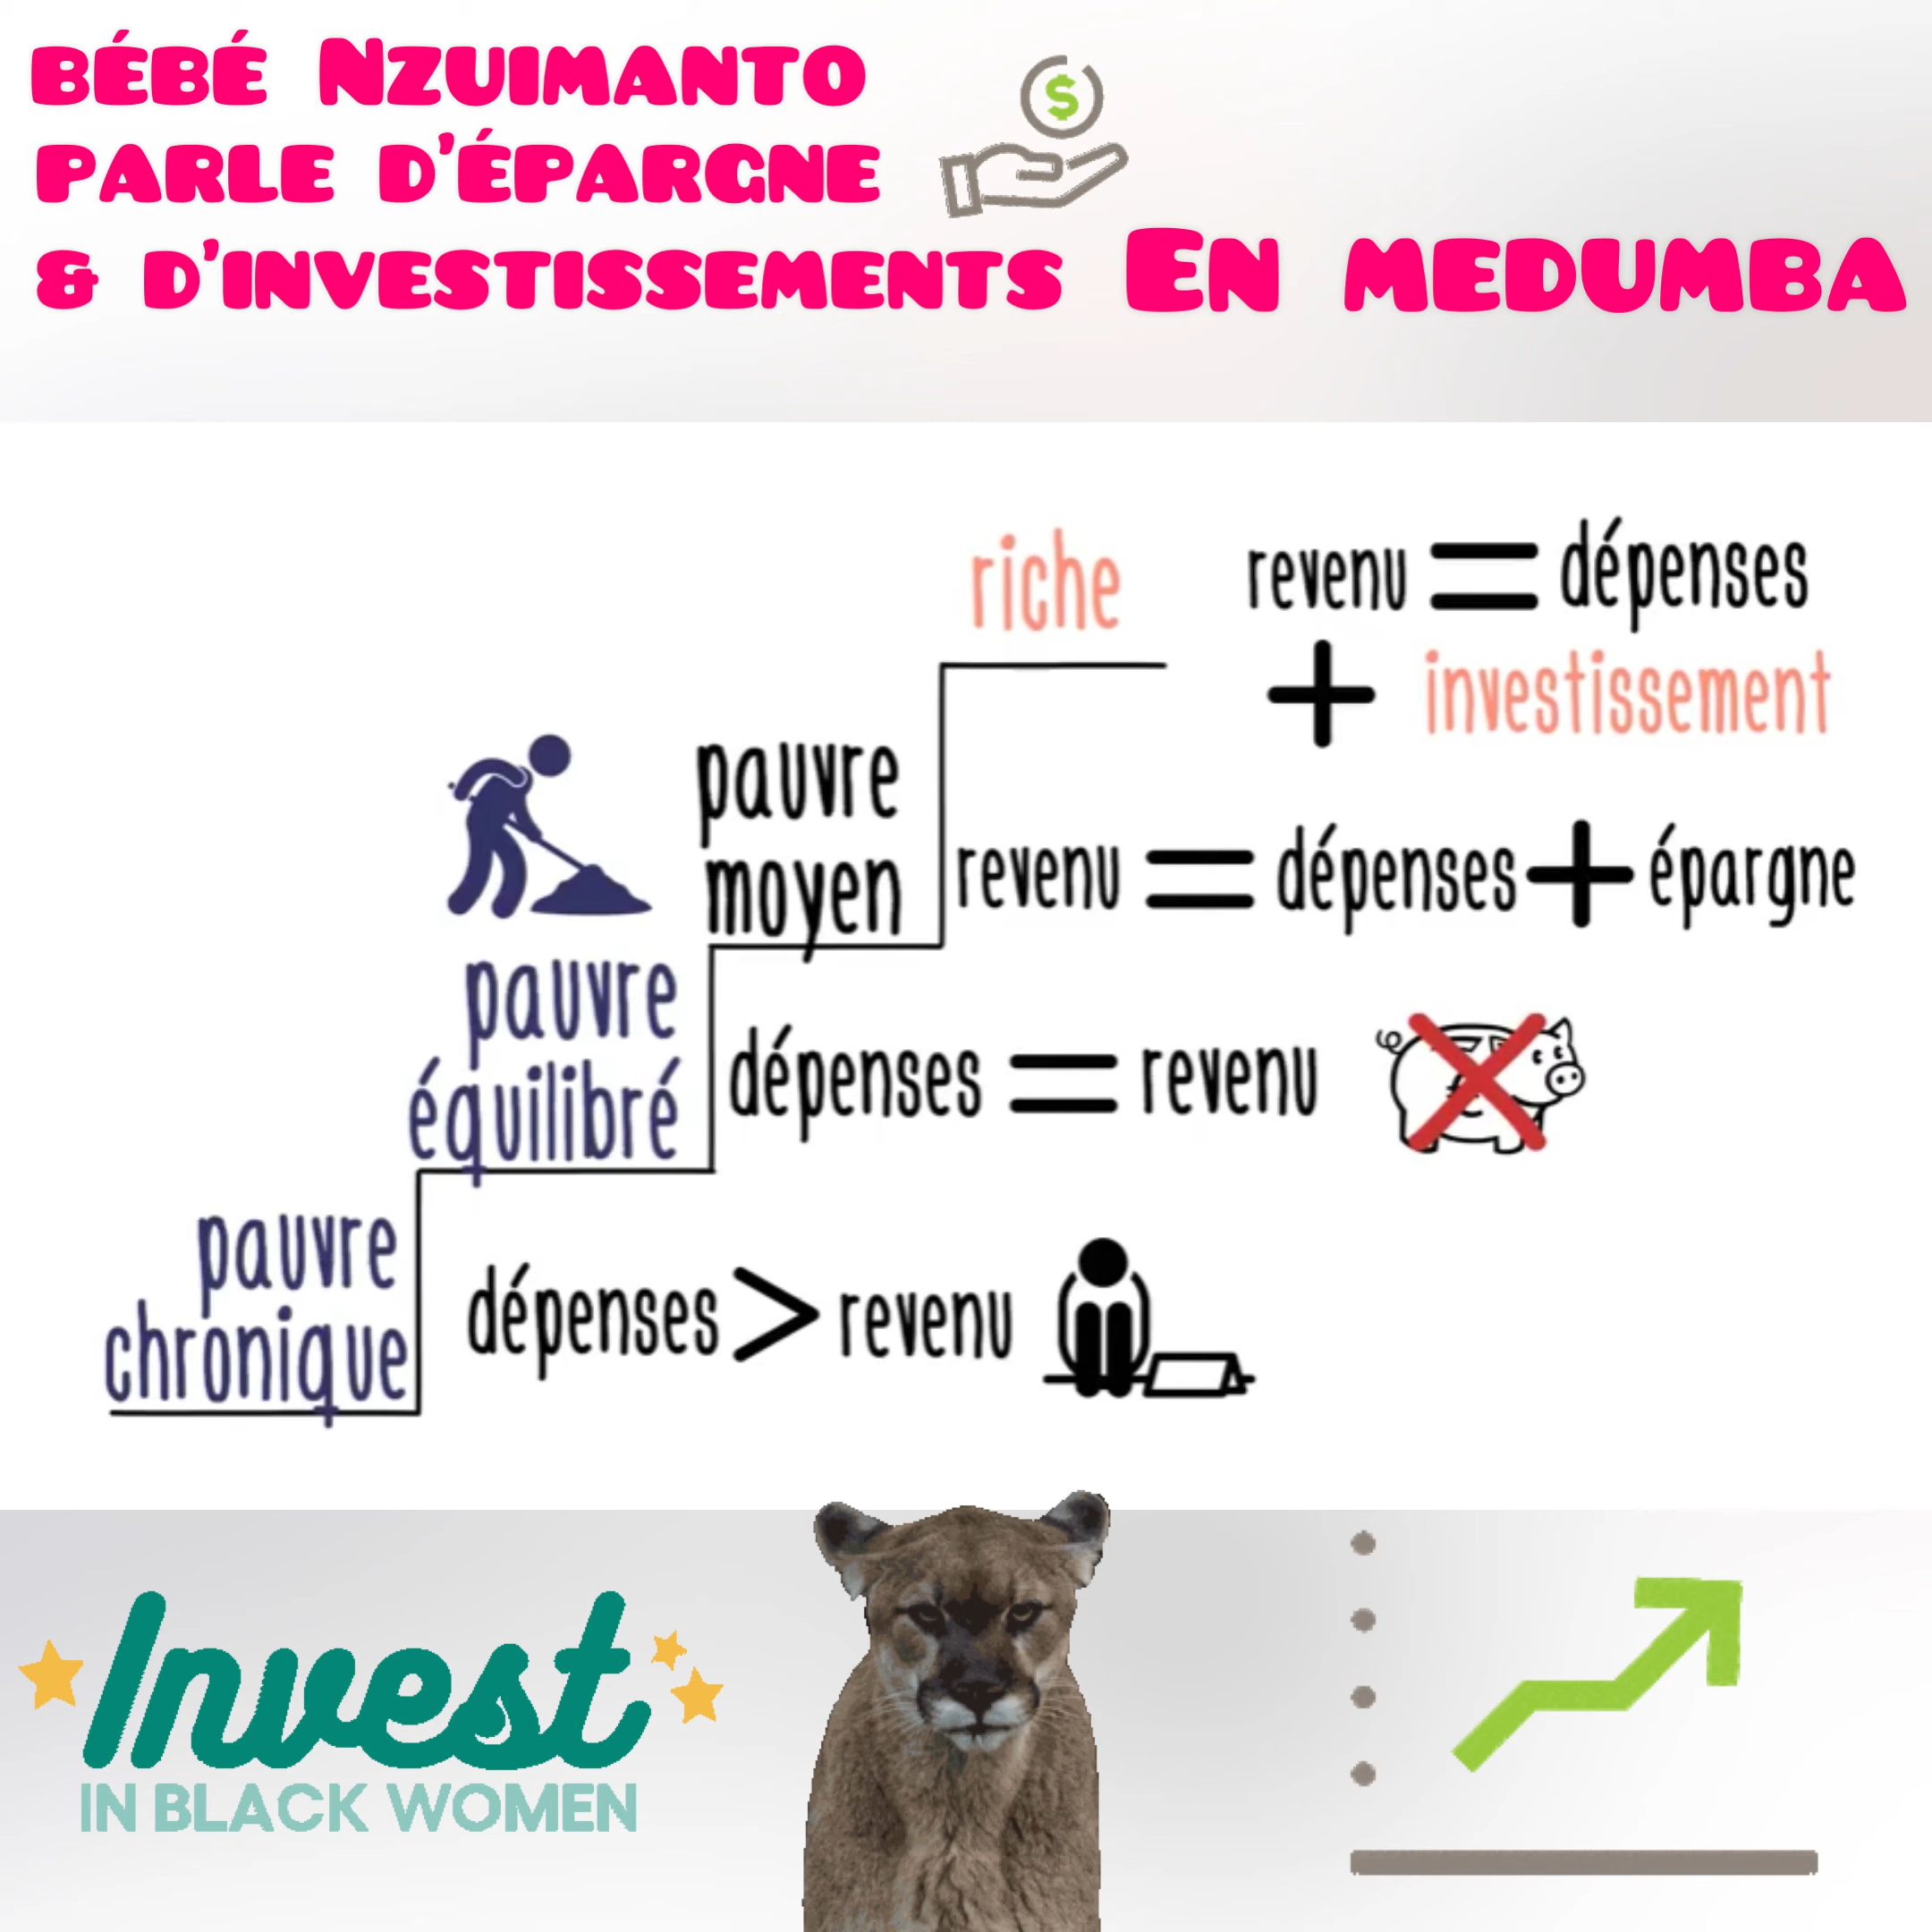 BÉBÉ NZUIMANTO
PARLE D'ÉPARGNE
& D'INVESTISSEMENTS EN MEDUMBA
$
riche
revenu = dépenses
+ investissement
pauvre
moyen
revenu = dépenses + épargne
pauvre
équilibré
dépenses = revenu
pauvre
chronique
dépenses > revenu
Invest
IN BLACK WOMEN